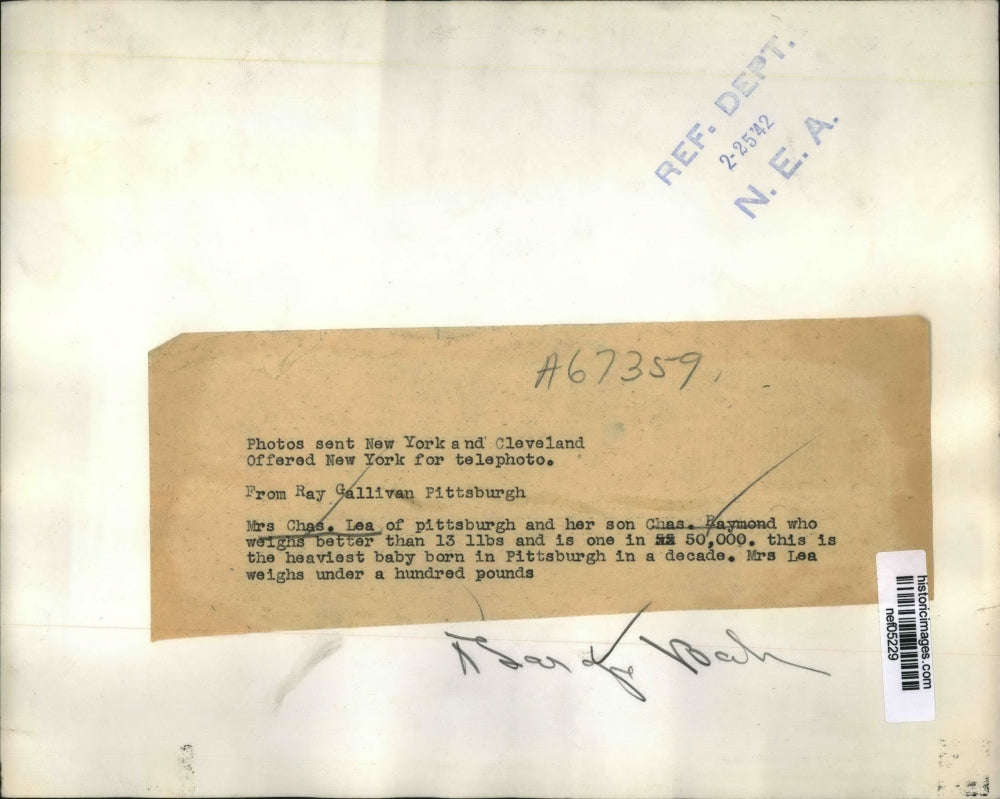 REF. DEPT.
2-25'42
N. E. A.
A67359
Photos sent New York and Cleveland
Offered New York for telephoto.
From Ray Gallivan Pittsburgh
Mrs Chas. Lea of pittsburgh and her son Chas. Raymond who
weighs better than 13 llbs and is one in xx 50,000. this is
the heaviest baby born in Pittsburgh in a decade. Mrs Lea
weighs under a hundred pounds
historicimages.com
nef05229